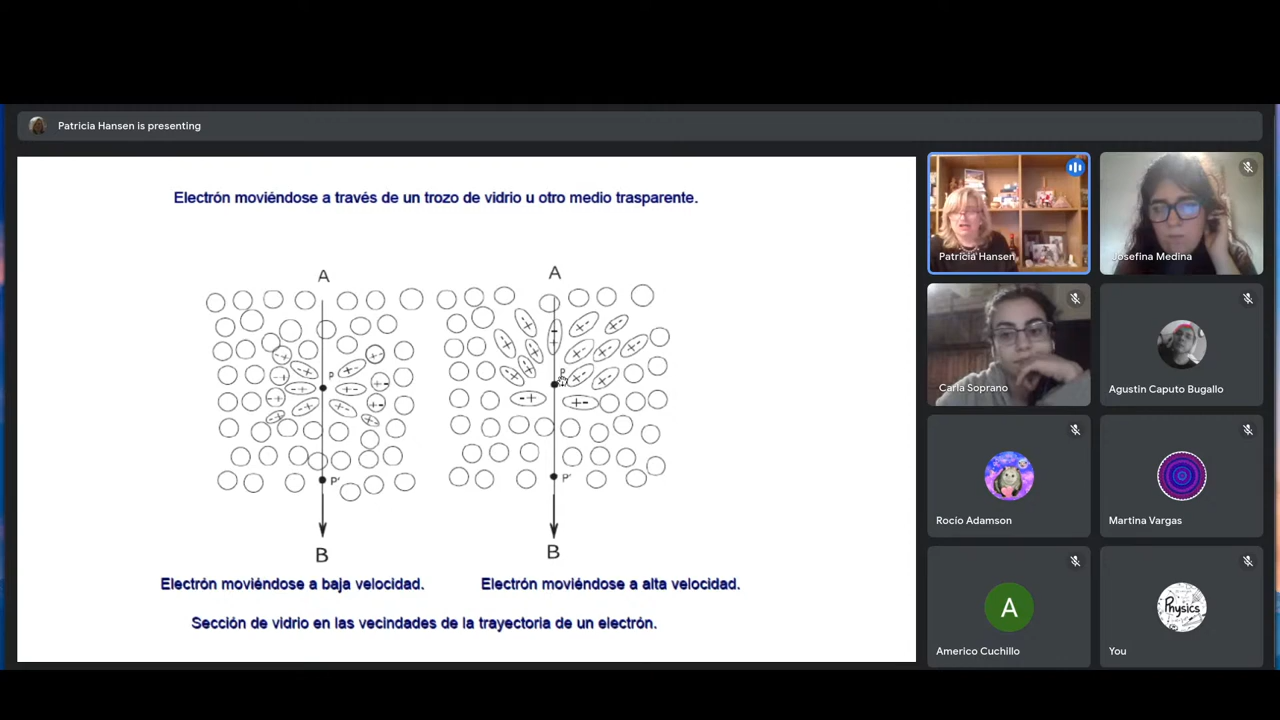 Patricia Hansen is presenting
Electrón moviéndose a través de un trozo de vidrio u otro medio trasparente.
A
A
P
P
P'
P'
B
B
Electrón moviéndose a baja velocidad.
Electrón moviéndose a alta velocidad.
Sección de vidrio en las vecindades de la trayectoria de un electrón.
Patricia Hansen
Josefina Medina
Carla Soprano
Agustin Caputo Bugallo
Rocío Adamson
Martina Vargas
A
Americo Cuchillo
Physics
You